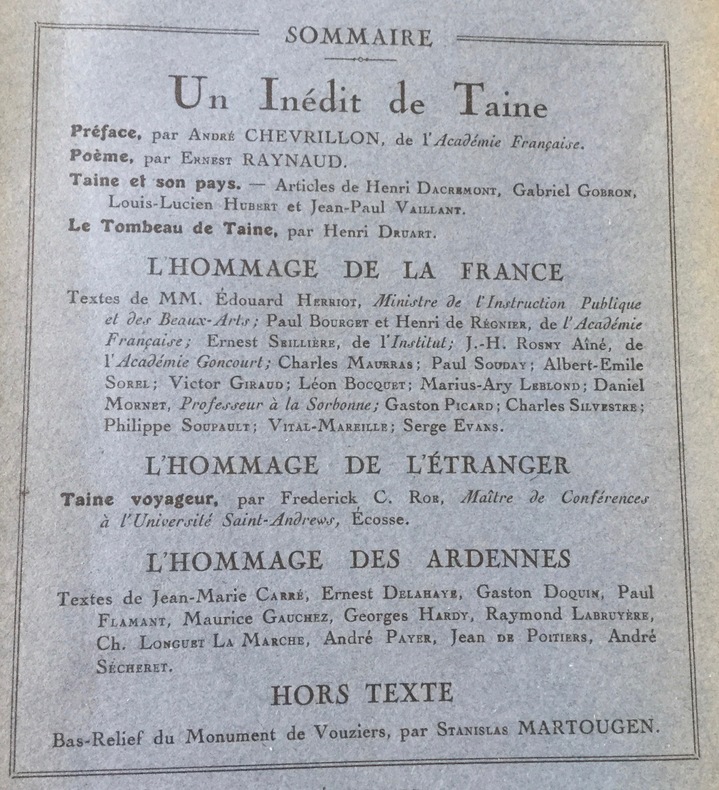 SOMMAIRE
Un Inédit de Taine
Préface, par André CHEVRILLON, de l'Académie Française.
Poème, par Ernest RAYNAUD.
Taine et son pays. — Articles de Henri Dacremont, Gabriel Gobron,
Louis-Lucien Hubert et Jean-Paul Vaillant.
Le Tombeau de Taine, par Henri Druart.
L'HOMMAGE DE LA FRANCE
Textes de MM. Édouard Herriot, Ministre de l'Instruction Publique
et des Beaux-Arts; Paul Bourget et Henri de Régnier, de l'Académie
Française; Ernest Seillière, de l'Institut; J.-H. Rosny Aîné, de
l'Académie Goncourt; Charles Maurras; Paul Souday; Albert-Emile
Sorel; Victor Giraud; Léon Bocquet; Marius-Ary Leblond; Daniel
Mornet, Professeur à la Sorbonne; Gaston Picard; Charles Silvestre;
Philippe Soupault; Vital-Mareille; Serge Evans.
L'HOMMAGE DE L'ÉTRANGER
Taine voyageur, par Frederick C. Roe, Maître de Conférences
à l'Université Saint-Andrews, Écosse.
L'HOMMAGE DES ARDENNES
Textes de Jean-Marie Carré, Ernest Delahaye, Gaston Doquin, Paul
Flamant, Maurice Gauchez, Georges Hardy, Raymond Labruyère,
Ch. Longuet La Marche, André Payer, Jean de Poitiers, André
Sécheret.
HORS TEXTE
Bas-Relief du Monument de Vouziers, par Stanislas MARTOUGEN.